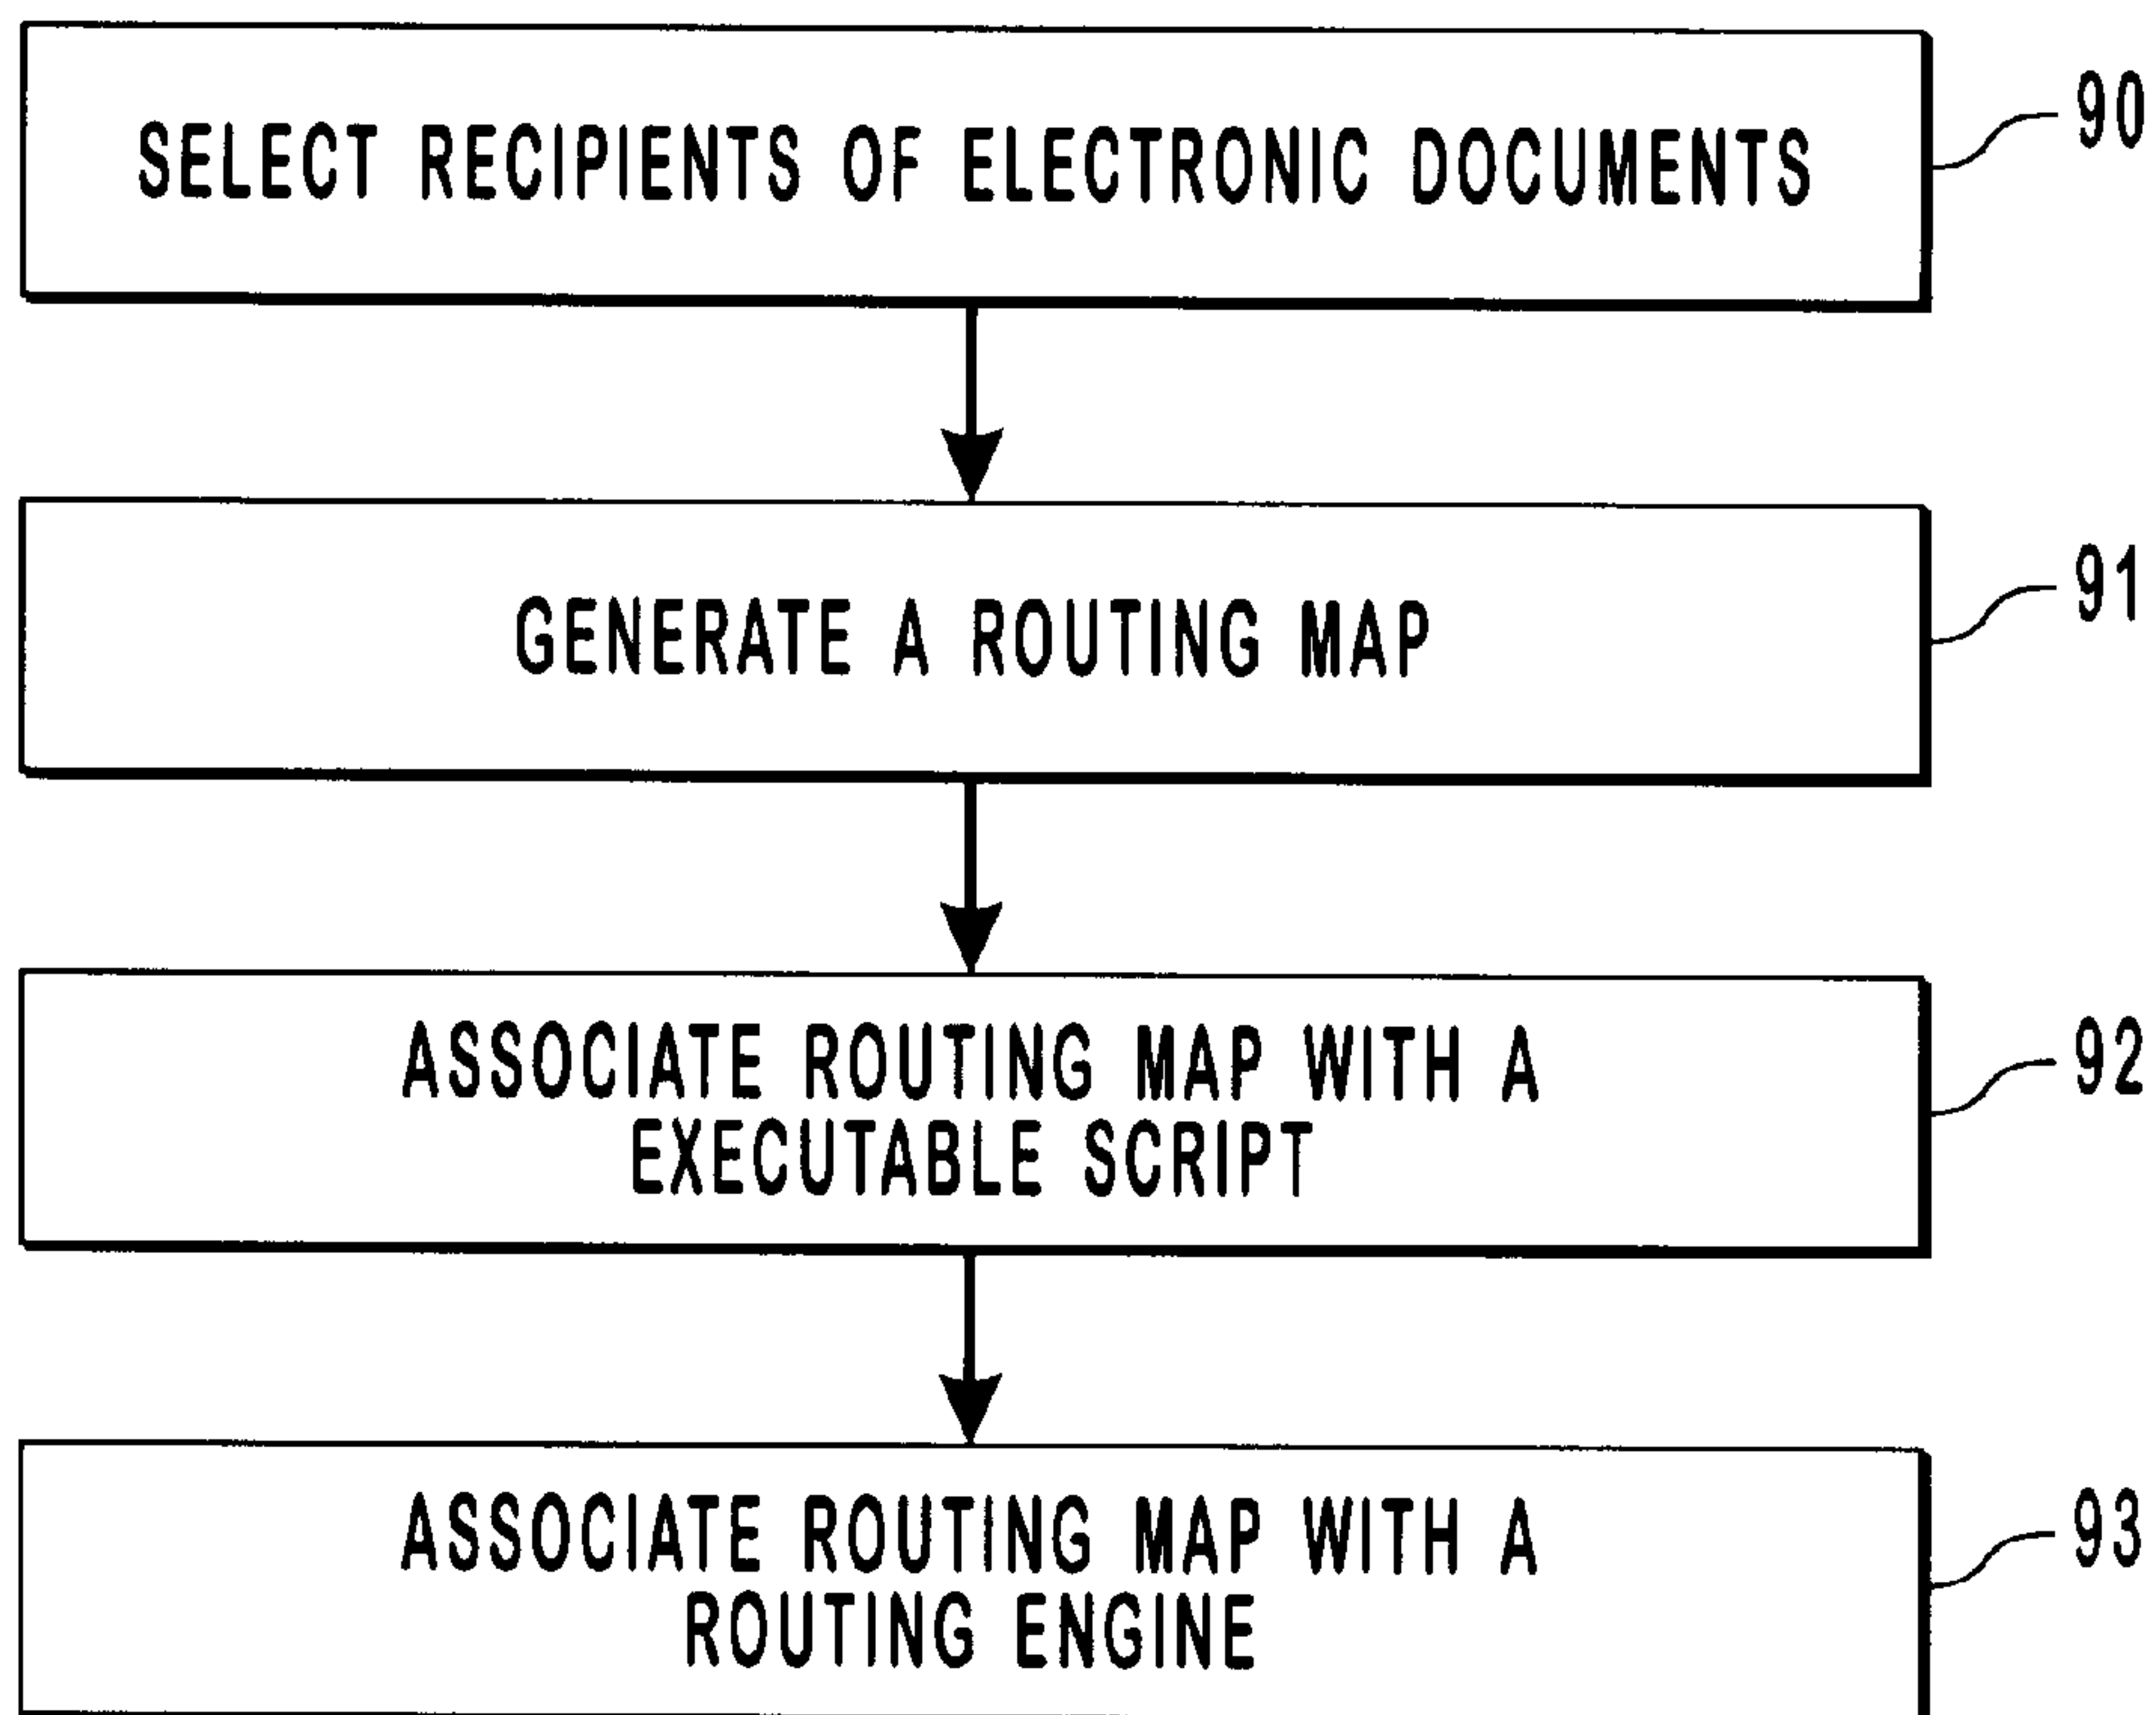 SELECT RECIPIENTS OF ELECTRONIC DOCUMENTS
90
GENERATE A ROUTING MAP
91
ASSOCIATE ROUTING MAP WITH A
EXECUTABLE SCRIPT
92
ASSOCIATE ROUTING MAP WITH A
ROUTING ENGINE
93